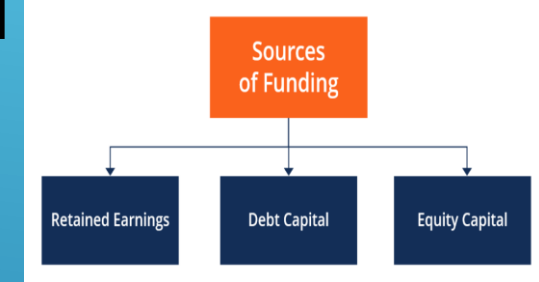 Sources
of Funding
Retained Earnings
Debt Capital
Equity Capital